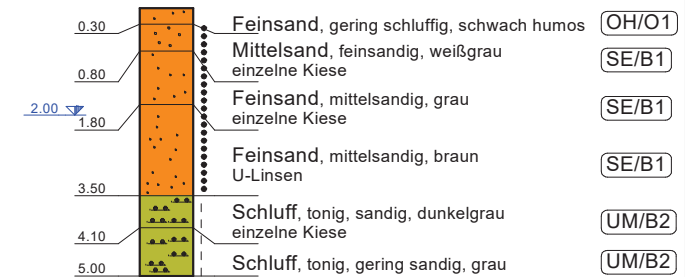 0.30 Feinsand, gering schluffig, schwach humos OH/O1
0.80 Mittelsand, feinsandig, weißgrau SE/B1
einzelne Kiese
2.00
1.80 Feinsand, mittelsandig, grau SE/B1
einzelne Kiese
3.50 Feinsand, mittelsandig, braun SE/B1
U-Linsen
4.10 Schluff, tonig, sandig, dunkelgrau UM/B2
einzelne Kiese
5.00 Schluff, tonig, gering sandig, grau UM/B2